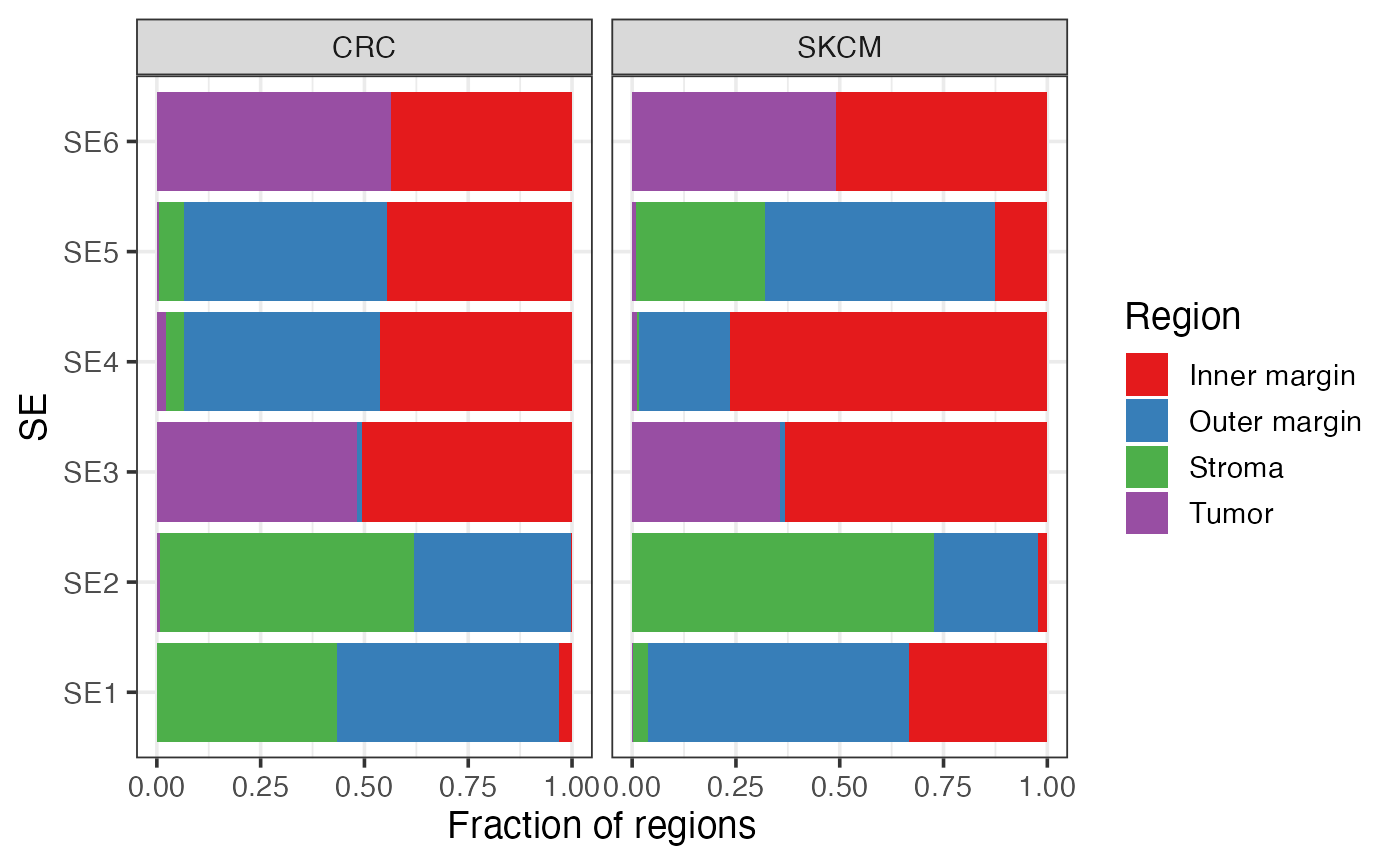 CRC
SKCM
SE
SE6
SE5
SE4
SE3
SE2
SE1
0.00 0.25 0.50 0.75 1.00
0.00 0.25 0.50 0.75 1.00
Fraction of regions
Region
Inner margin
Outer margin
Stroma
Tumor